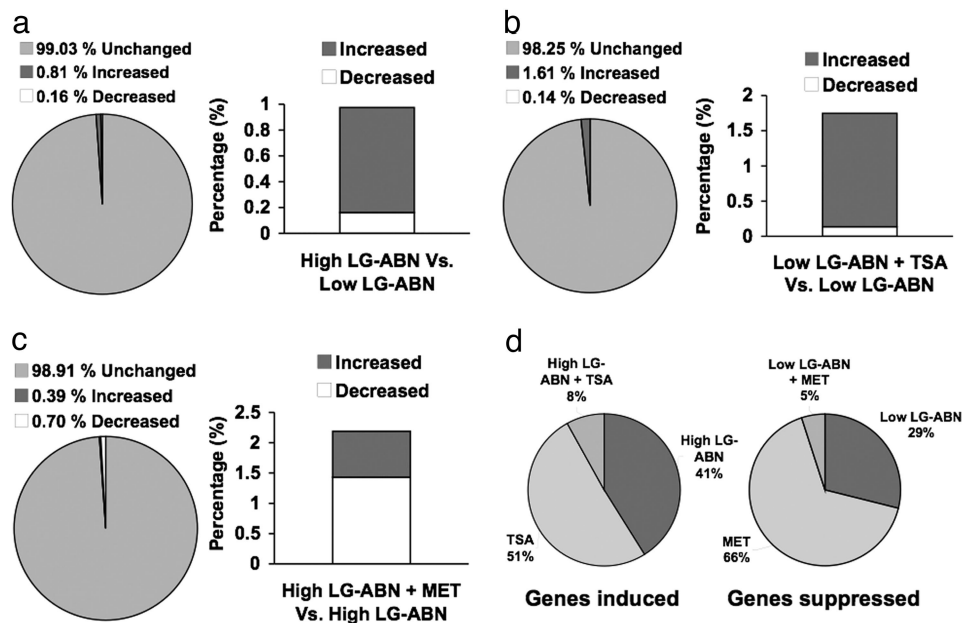 a
99.03 % Unchanged
0.81 % Increased
0.16 % Decreased
Increased
Decreased
Percentage (%)
1
0.8
0.6
0.4
0.2
0
High LG-ABN Vs.
Low LG-ABN
b
98.25 % Unchanged
1.61 % Increased
0.14 % Decreased
Increased
Decreased
Percentage (%)
2
1.5
1
0.5
0
Low LG-ABN + TSA
Vs. Low LG-ABN
c
98.91 % Unchanged
0.39 % Increased
0.70 % Decreased
Increased
Decreased
Percentage (%)
2.5
2
1.5
1
0.5
0
High LG-ABN + MET
Vs. High LG-ABN
d
High LG-
ABN + TSA
8%
High LG-
ABN
41%
TSA
51%
Genes induced
Low LG-ABN
+ MET
5%
Low LG-ABN
29%
MET
66%
Genes suppressed